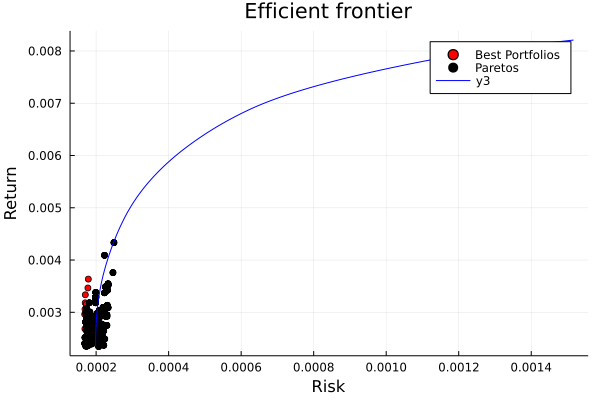 Efficient frontier
Best Portfolios
Paretos
y3
Return
0.008
0.007
0.006
0.005
0.004
0.003
0.0002
0.0004
0.0006
0.0008
0.0010
0.0012
0.0014
Risk